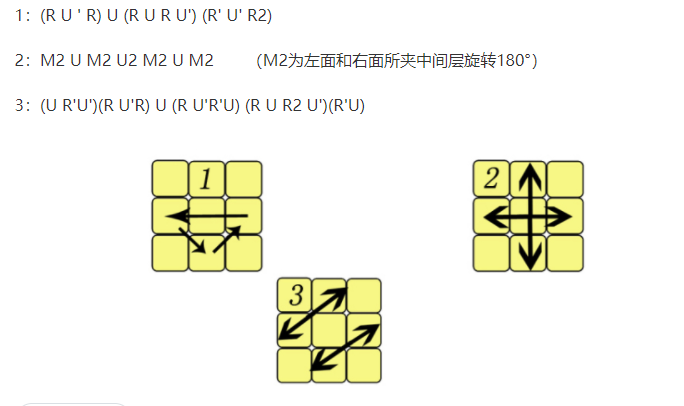 1：(R U ' R) U (R U R U') (R' U' R2)
2：M2 U M2 U2 M2 U M2 （M2为左面和右面所夹中间层旋转180°)
3：(U R'U')(R U'R) U (R U'R'U) (R U R2 U')(R'U)
1
2
3